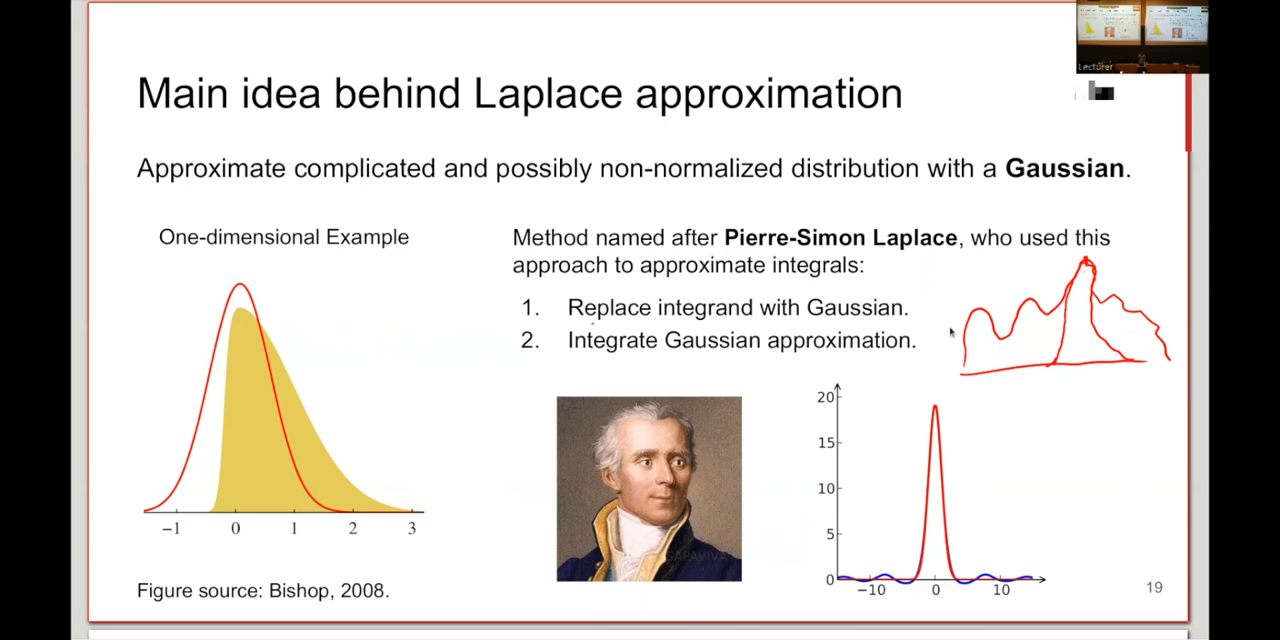 Lecturer
Main idea behind Laplace approximation
Approximate complicated and possibly non-normalized distribution with a Gaussian.
One-dimensional Example
−1 0 1 2 3
Figure source: Bishop, 2008.
Method named after Pierre-Simon Laplace, who used this
approach to approximate integrals:
1. Replace integrand with Gaussian.
2. Integrate Gaussian approximation.
20
15
10
5
0
−10 0 10
19